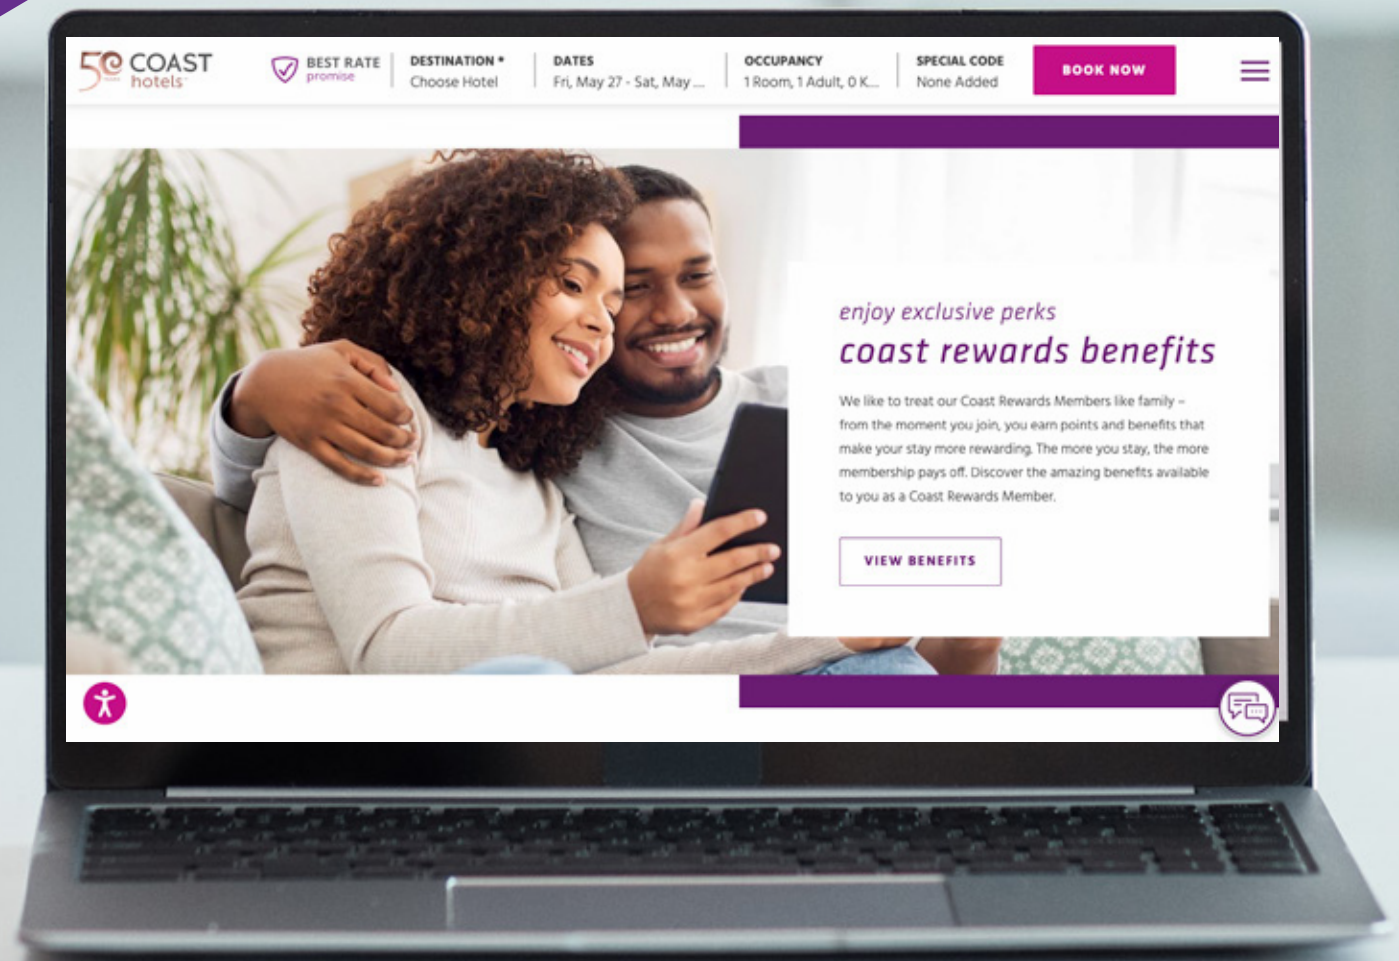 50 COAST
hotels
BEST RATE
promise
DESTINATION *
Choose Hotel
DATES
Fri, May 27 - Sat, May ...
OCCUPANCY
1 Room, 1 Adult, 0 K...
SPECIAL CODE
None Added
BOOK NOW
enjoy exclusive perks
coast rewards benefits
We like to treat our Coast Rewards Members like family –
from the moment you join, you earn points and benefits that
make your stay more rewarding. The more you stay, the more
membership pays off. Discover the amazing benefits available
to you as a Coast Rewards Member.
VIEW BENEFITS